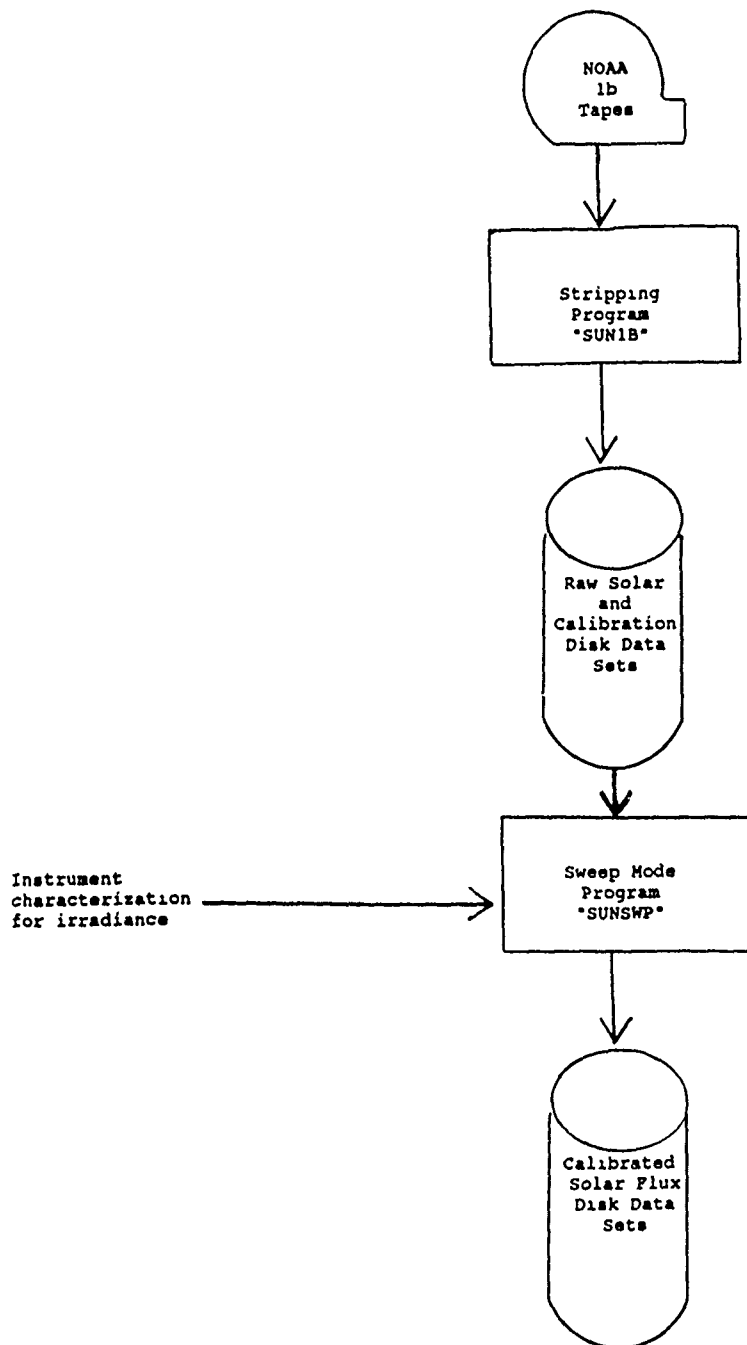 NOAA
1b
Tapes
Stripping
Program
"SUN1B"
Raw Solar
and
Calibration
Disk Data
Sets
Instrument
characterization
for irradiance
Sweep Mode
Program
"SUNSWP"
Calibrated
Solar Flux
Disk Data
Sets